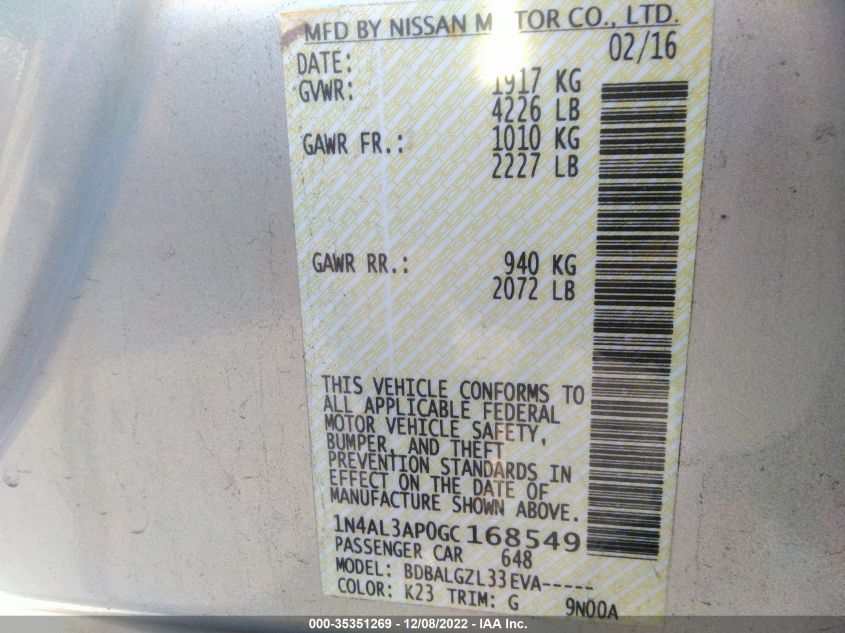 MFD BY NISSAN MOTOR CO., LTD.
DATE: 02/16
GVWR: 1917 KG
4226 LB
GAWR FR.: 1010 KG
2227 LB
GAWR RR.: 940 KG
2072 LB
THIS VEHICLE CONFORMS TO
ALL APPLICABLE FEDERAL
MOTOR VEHICLE SAFETY,
BUMPER, AND THEFT
PREVENTION STANDARDS IN
EFFECT ON THE DATE OF
MANUFACTURE SHOWN ABOVE.
1N4AL3AP0GC168549
PASSENGER CAR 648
MODEL: BDBALGZL33EVA-----
COLOR: K23 TRIM: G 9N00A
000-35351269 - 12/08/2022 - IAA Inc.